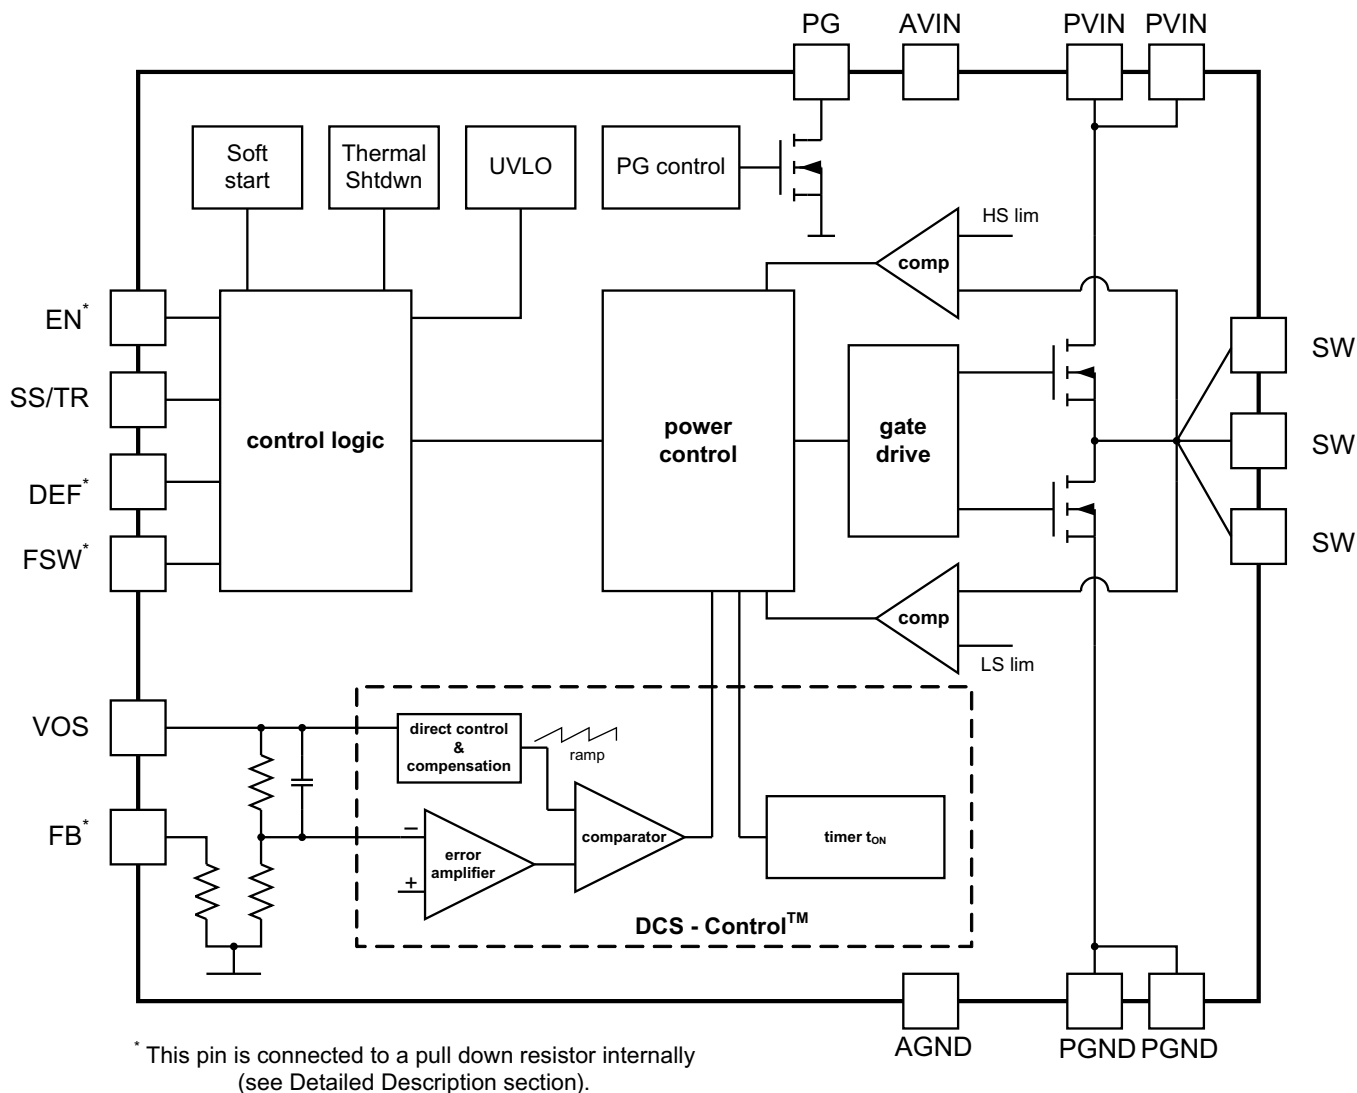 PG AVIN PVIN PVIN
Soft
start
Thermal
Shtdwn
UVLO
PG control
HS lim
comp
EN*
SS/TR
DEF*
FSW*
control logic
power
control
gate
drive
SW
SW
SW
comp
LS lim
VOS
FB*
direct control
&
compensation
ramp
−
+
error
amplifier
comparator
timer tON
DCS - Control™
AGND PGND PGND
* This pin is connected to a pull down resistor internally
(see Detailed Description section).